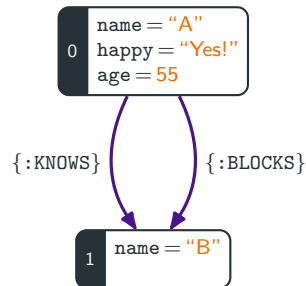 0
name = “A”
happy = “Yes!”
age = 55
{:KNOWS}
{:BLOCKS}
1
name = “B”